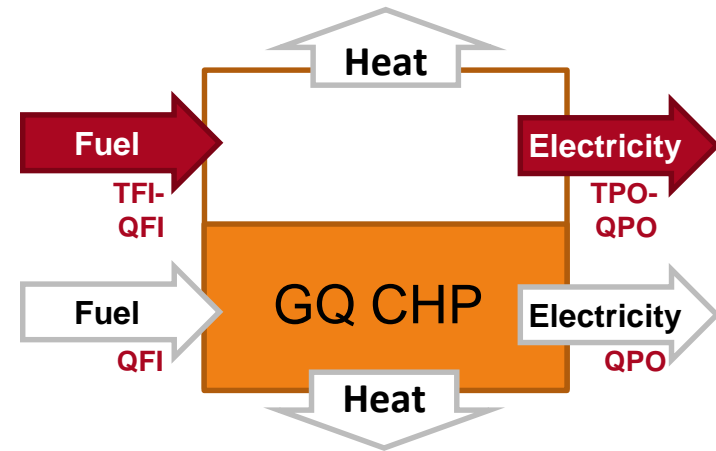 Heat
Fuel
Electricity
TFI-
QFI
TPO-
QPO
GQ CHP
Fuel
Electricity
QFI
QPO
Heat